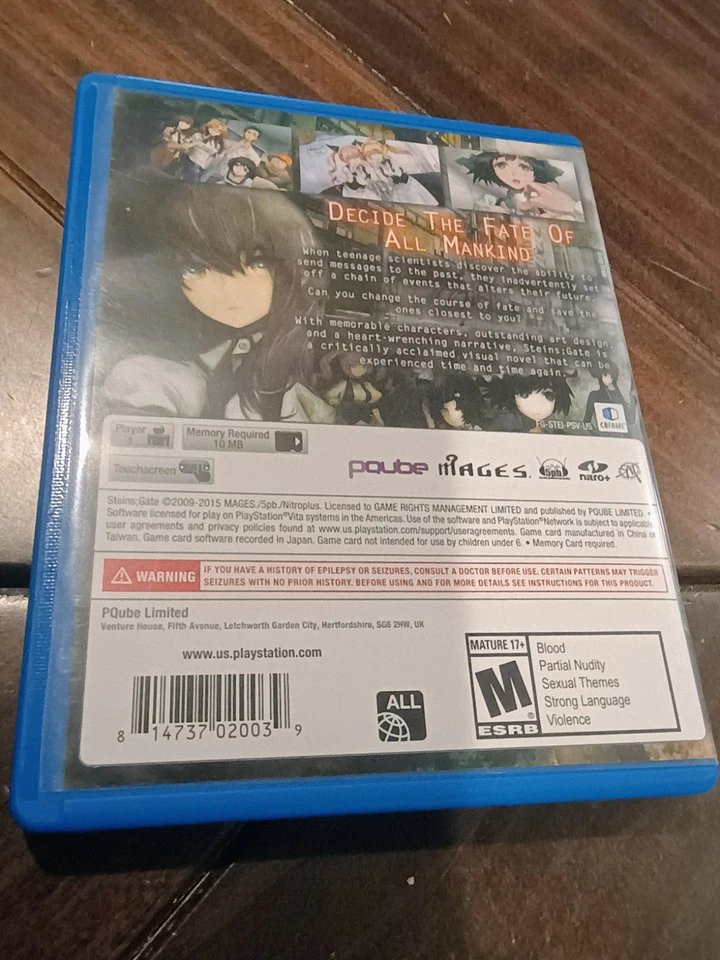 DECIDE THE FATE OF
ALL MANKIND
When teenage scientists discover the ability to
send messages to the past, they inadvertently set
off a chain of events that alters their future.
Can you change the course of fate and save the
ones closest to you?
With memorable characters, outstanding art design,
and a heart-wrenching narrative, Steins;Gate is
a critically acclaimed visual novel that can be
experienced time and time again.
FG-STEI-PSV-US
Player
1
Memory Required
10 MB
Touchscreen
PQube MAGES. 5pb. nitro+
Steins;Gate ©2009-2015 MAGES./5pb./Nitroplus. Licensed to GAME RIGHTS MANAGEMENT LIMITED and published by PQUBE LIMITED. •
Software licensed for play on PlayStation®Vita systems in the Americas. Use of the software and PlayStation®Network is subject to applicable
user agreements and privacy policies found at www.us.playstation.com/support/useragreements. Game card manufactured in China or
Taiwan. Game card software recorded in Japan. Game card not intended for use by children under 6. • Memory Card required.
WARNING
IF YOU HAVE A HISTORY OF EPILEPSY OR SEIZURES, CONSULT A DOCTOR BEFORE USE. CERTAIN PATTERNS MAY TRIGGER
SEIZURES WITH NO PRIOR HISTORY. BEFORE USING AND FOR MORE DETAILS SEE INSTRUCTIONS FOR THIS PRODUCT.
PQube Limited
Venture House, Fifth Avenue, Letchworth Garden City, Hertfordshire, SG6 2HW, UK
www.us.playstation.com
8 14737 02003 9
ALL
MATURE 17+
M
®
ESRB
Blood
Partial Nudity
Sexual Themes
Strong Language
Violence